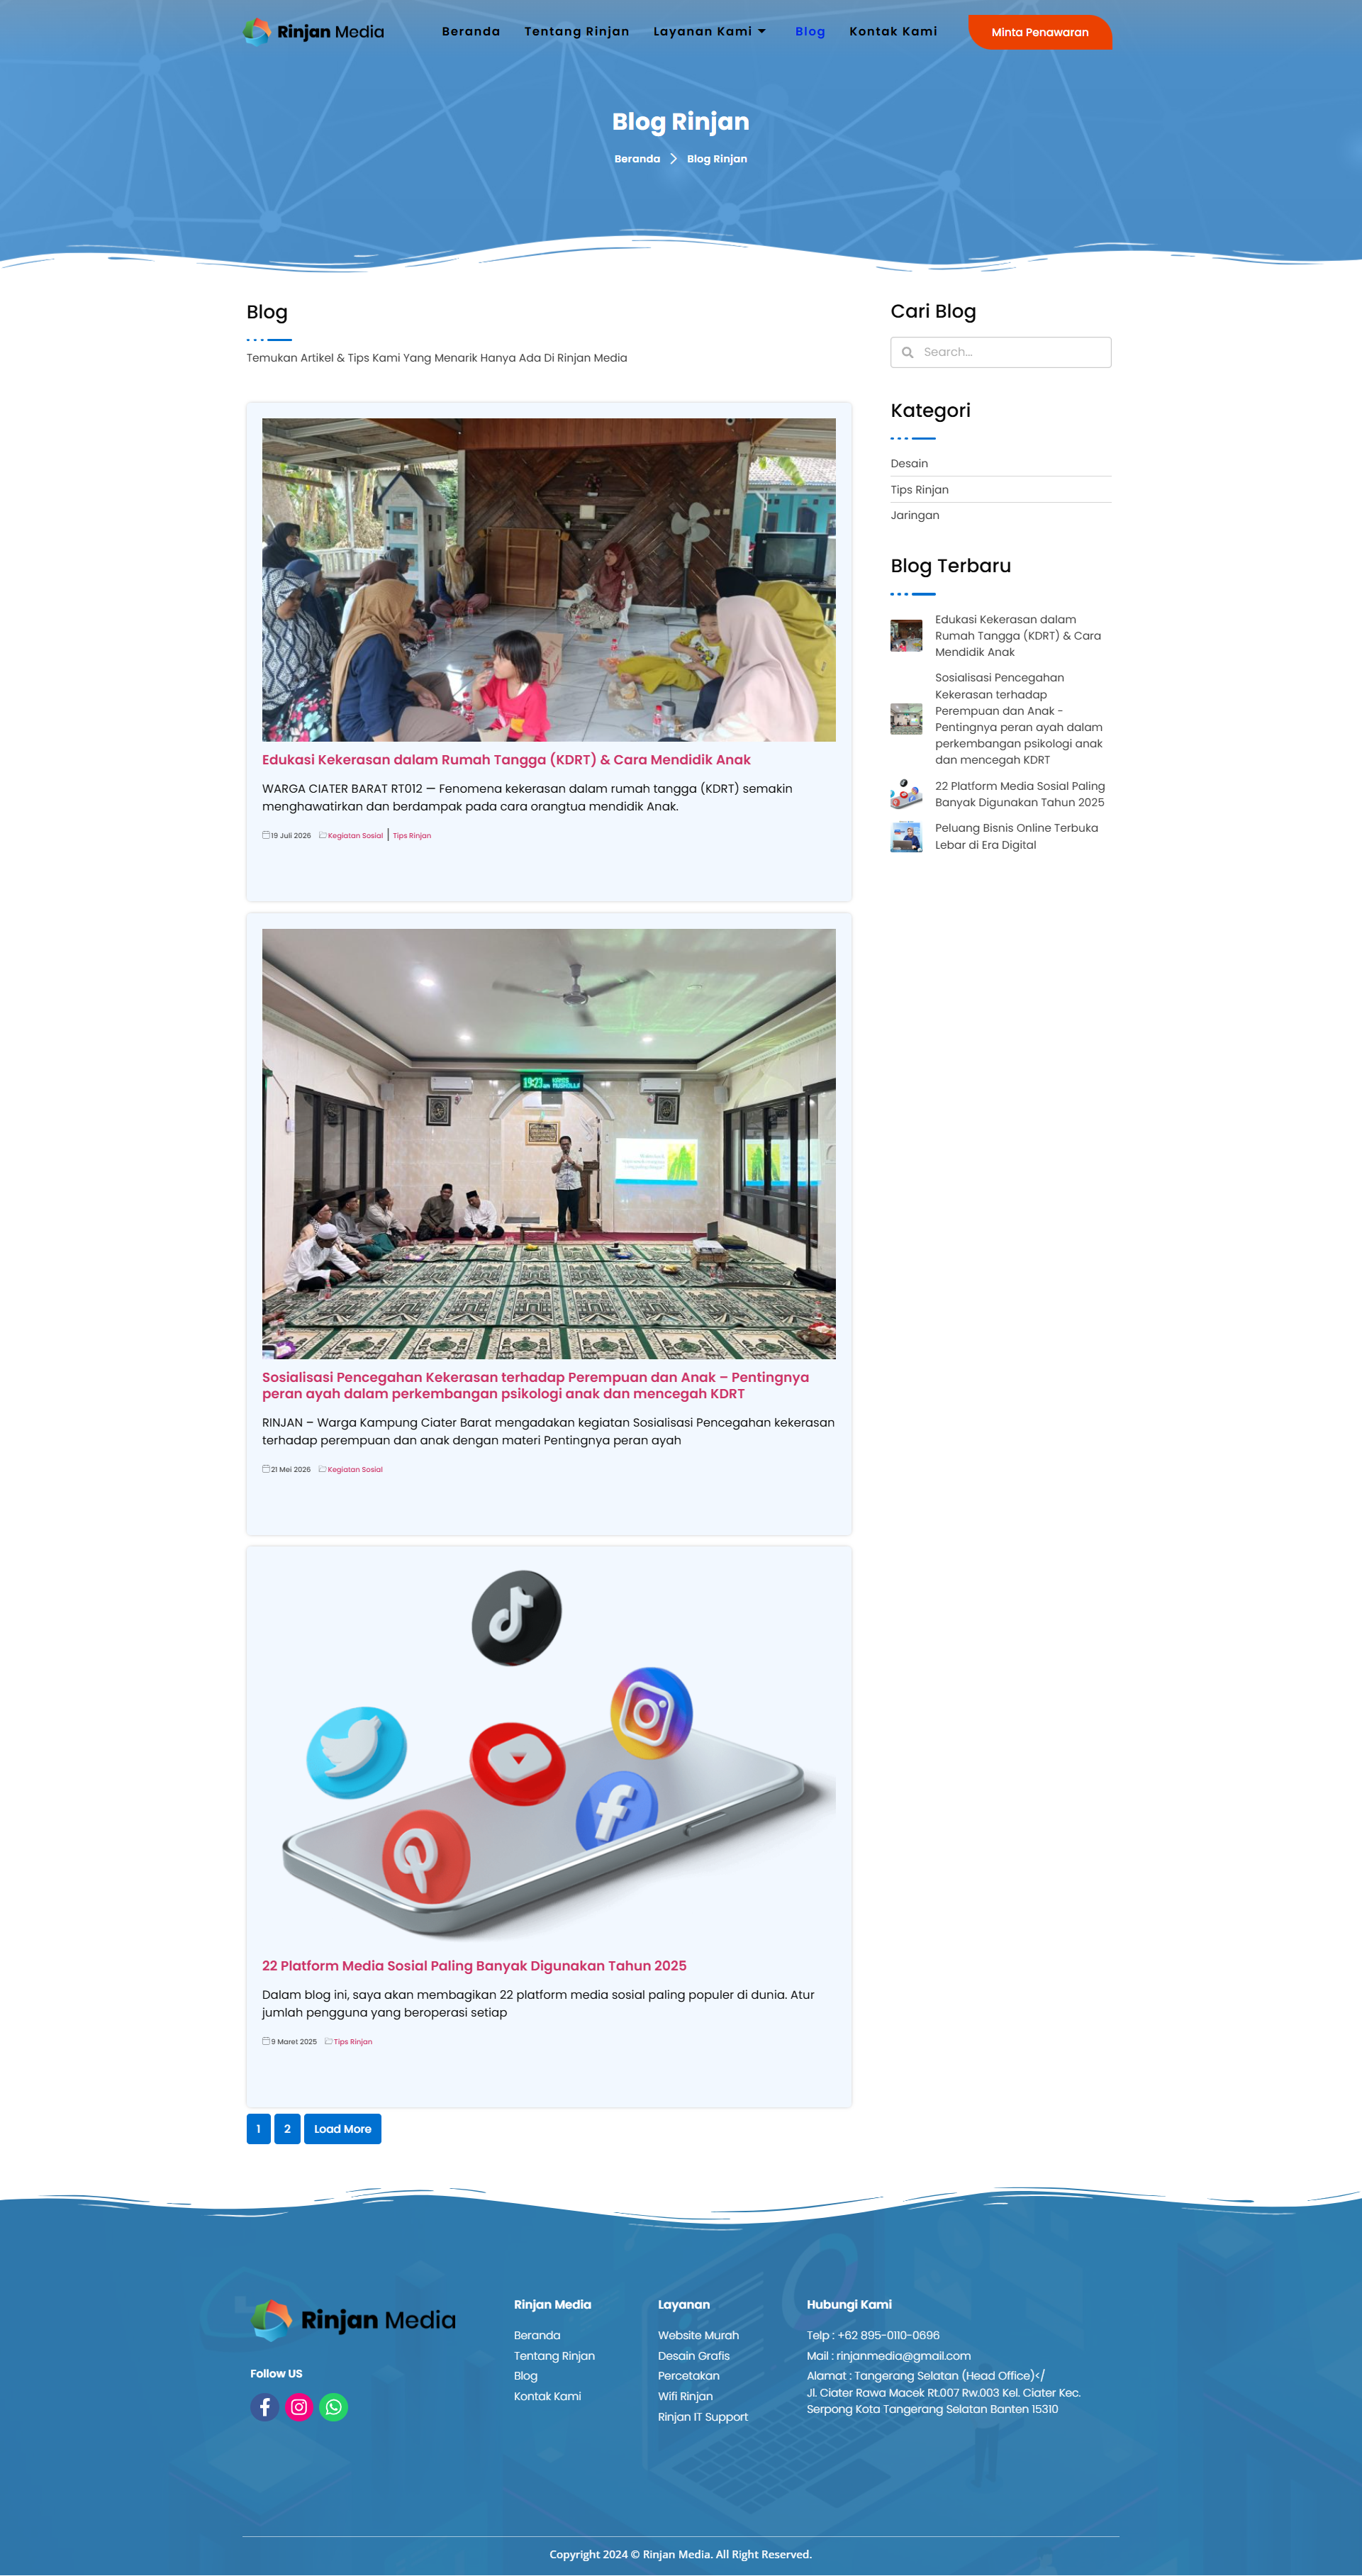 Rinjan Media
Beranda
Tentang Rinjan
Layanan Kami
Blog
Kontak Kami
Minta Penawaran
Blog Rinjan
Beranda
Blog Rinjan
Blog
Temukan Artikel & Tips Kami Yang Menarik Hanya Ada Di Rinjan Media
Edukasi Kekerasan dalam Rumah Tangga (KDRT) & Cara Mendidik Anak
WARGA CIATER BARAT RT012 — Fenomena kekerasan dalam rumah tangga (KDRT) semakin
menghawatirkan dan berdampak pada cara orangtua mendidik Anak.
19 Juli 2026 Kegiatan Sosial | Tips Rinjan
19:23 KAMIS
Sosialisasi Pencegahan Kekerasan terhadap Perempuan dan Anak – Pentingnya
peran ayah dalam perkembangan psikologi anak dan mencegah KDRT
RINJAN – Warga Kampung Ciater Barat mengadakan kegiatan Sosialisasi Pencegahan kekerasan
terhadap perempuan dan anak dengan materi Pentingnya peran ayah
21 Mei 2026 Kegiatan Sosial
22 Platform Media Sosial Paling Banyak Digunakan Tahun 2025
Dalam blog ini, saya akan membagikan 22 platform media sosial paling populer di dunia. Atur
jumlah pengguna yang beroperasi setiap
9 Maret 2025 Tips Rinjan
1 2 Load More
Cari Blog
Search...
Kategori
Desain
Tips Rinjan
Jaringan
Blog Terbaru
Edukasi Kekerasan dalam
Rumah Tangga (KDRT) & Cara
Mendidik Anak
Sosialisasi Pencegahan
Kekerasan terhadap
Perempuan dan Anak -
Pentingnya peran ayah dalam
perkembangan psikologi anak
dan mencegah KDRT
22 Platform Media Sosial Paling
Banyak Digunakan Tahun 2025
Peluang Bisnis Online Terbuka
Lebar di Era Digital
Rinjan Media
Follow US
Rinjan Media
Beranda
Tentang Rinjan
Blog
Kontak Kami
Layanan
Website Murah
Desain Grafis
Percetakan
Wifi Rinjan
Rinjan IT Support
Hubungi Kami
Telp : +62 895-0110-0696
Mail : rinjanmedia@gmail.com
Alamat : Tangerang Selatan (Head Office)</
Jl. Ciater Rawa Macek Rt.007 Rw.003 Kel. Ciater Kec.
Serpong Kota Tangerang Selatan Banten 15310
Copyright 2024 © Rinjan Media. All Right Reserved.